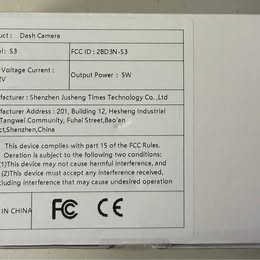 uct : Dash Camera
: S3
FCC ID : 2BD3N-S3
Voltage Current :
2V
Output Power : 5W
facturer : Shenzhen Jusheng Times Technology Co.,Ltd
facturer Address : 201, Building 12, Hesheng Industrial
Tangwei Community, Fuhai Street,Bao'an
ct,Shenzhen,China
This device complies with part 15 of the FCC Rules.
Oeration is subject to the following two conditions:
(1)This device may not cause harmful interference, and
(2)This device must accept any interference received,
cluding interference that may cause undesired operation
IN CHINA
FC CE